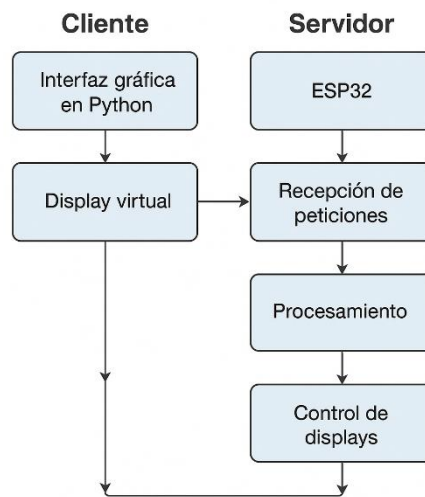 Cliente
Servidor
Interfaz gráfica
en Python
ESP32
Display virtual
Recepción de
peticiones
Procesamiento
Control de
displays